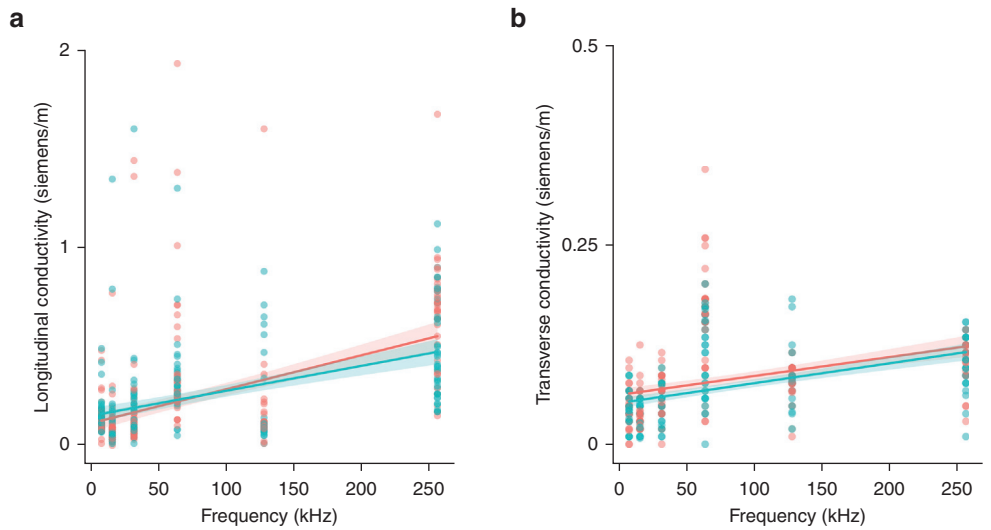 a
Longitudinal conductivity (siemens/m)
2
1
0
0 50 100 150 200 250
Frequency (kHz)
b
Transverse conductivity (siemens/m)
0.5
0.25
0
0 50 100 150 200 250
Frequency (kHz)